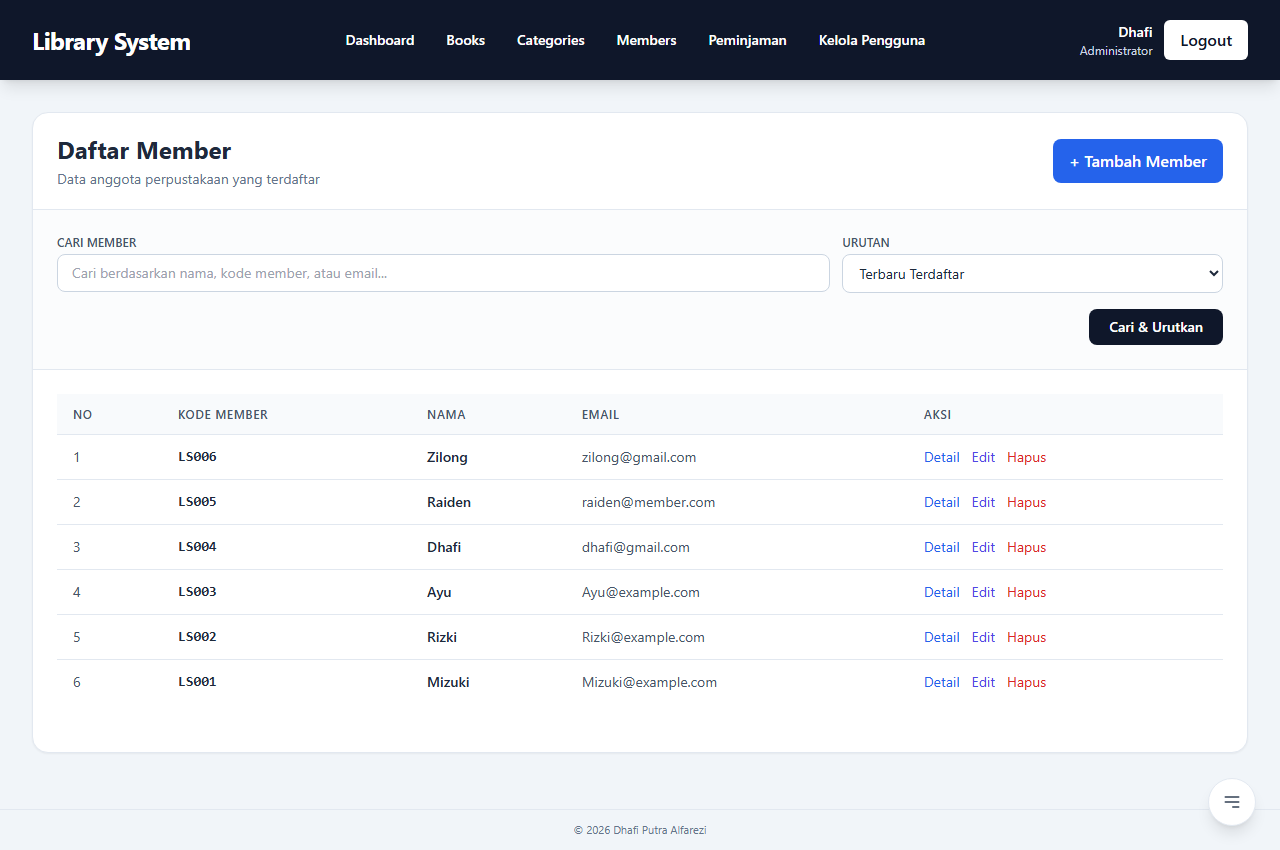 Library System
Dashboard Books Categories Members Peminjaman Kelola Pengguna
Dhafi
Administrator
Logout
Daftar Member
Data anggota perpustakaan yang terdaftar
+ Tambah Member
CARI MEMBER
Cari berdasarkan nama, kode member, atau email...
URUTAN
Terbaru Terdaftar
Cari & Urutkan
NO KODE MEMBER NAMA EMAIL AKSI
1 LS006 Zilong zilong@gmail.com Detail Edit Hapus
2 LS005 Raiden raiden@member.com Detail Edit Hapus
3 LS004 Dhafi dhafi@gmail.com Detail Edit Hapus
4 LS003 Ayu Ayu@example.com Detail Edit Hapus
5 LS002 Rizki Rizki@example.com Detail Edit Hapus
6 LS001 Mizuki Mizuki@example.com Detail Edit Hapus
© 2026 Dhafi Putra Alfarezi